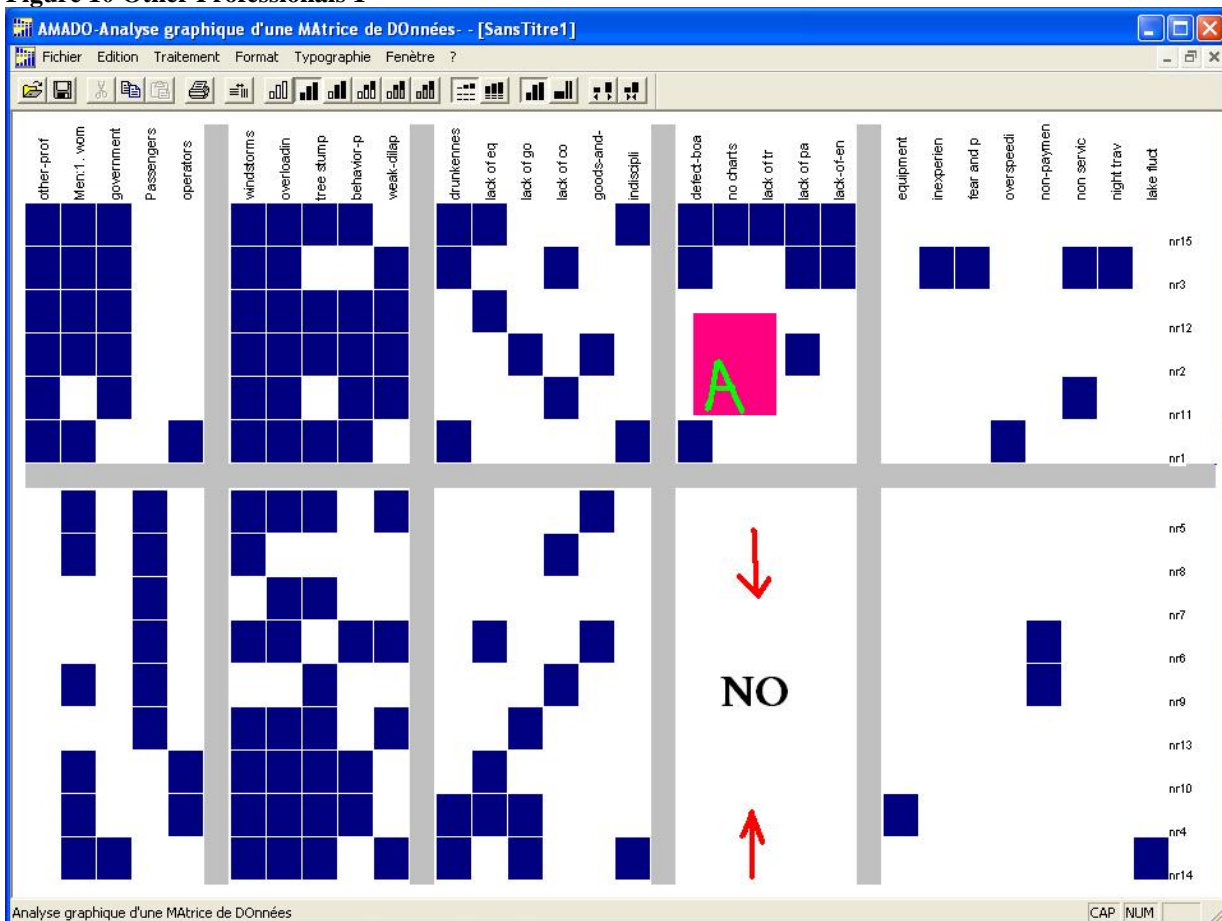 Figure 10 Other Professionals 1
AMADO-Analyse graphique d'une MAtrice de DOnnées- - [SansTitre1]
Fichier Edition Traitement Format Typographie Fenètre ?
other-prof
Men:1. wom
government
Passengers
operators
windstorms
overloadin
tree stump
behavior-p
weak-dilap
drunkennes
lack of eq
lack of go
lack of co
goods-and-
indiscipli
defect-boa
no charts
lack of tr
lack of pa
lack-of-en
equipment
inexperien
fear and p
overspeedi
non-paymen
non servic
night trav
lake fluct
nr15
nr3
nr12
nr2
A
nr11
nr1
nr5
nr8
nr7
nr6
NO
nr9
nr13
nr10
nr4
nr14
Analyse graphique d'une MAtrice de DOnnées CAP NUM